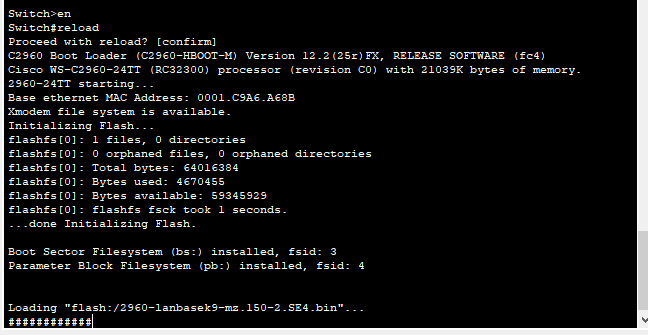 Switch>en
Switch#reload
Proceed with reload? [confirm]
C2960 Boot Loader (C2960-HBOOT-M) Version 12.2(25r)FX, RELEASE SOFTWARE (fc4)
Cisco WS-C2960-24TT (RC32300) processor (revision C0) with 21039K bytes of memory.
2960-24TT starting...
Base ethernet MAC Address: 0001.C9A6.A68B
Xmodem file system is available.
Initializing Flash...
flashfs[0]: 1 files, 0 directories
flashfs[0]: 0 orphaned files, 0 orphaned directories
flashfs[0]: Total bytes: 64016384
flashfs[0]: Bytes used: 4670455
flashfs[0]: Bytes available: 59345929
flashfs[0]: flashfs fsck took 1 seconds.
...done Initializing Flash.
Boot Sector Filesystem (bs:) installed, fsid: 3
Parameter Block Filesystem (pb:) installed, fsid: 4
Loading "flash:/2960-lanbasek9-mz.150-2.SE4.bin"...
############